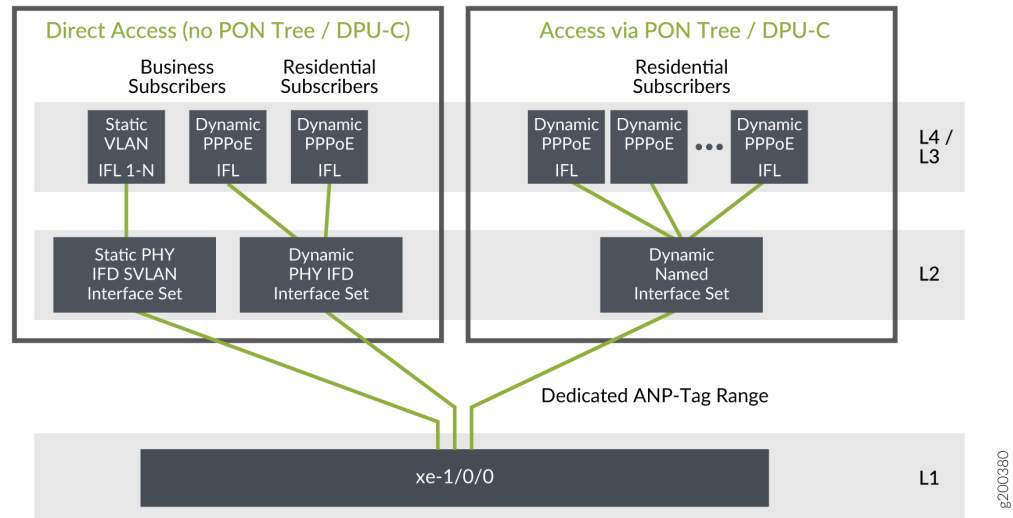 Direct Access (no PON Tree / DPU-C)
Business
Subscribers
Residential
Subscribers
Static
VLAN
IFL 1-N
Dynamic
PPPoE
IFL
Dynamic
PPPoE
IFL
Static PHY
IFD SVLAN
Interface Set
Dynamic
PHY IFD
Interface Set
Access via PON Tree / DPU-C
Residential
Subscribers
Dynamic
PPPoE
IFL
Dynamic
PPPoE
Dynamic
PPPoE
IFL
Dynamic
Named
Interface Set
L4 /
L3
L2
Dedicated ANP-Tag Range
xe-1/0/0
L1
g200380